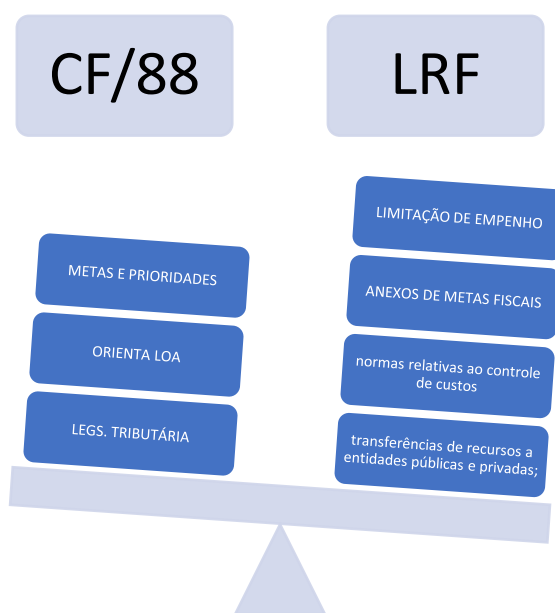 CF/88
LRF
METAS E PRIORIDADES
ORIENTA LOA
LEGS. TRIBUTÁRIA
LIMITAÇÃO DE EMPENHO
ANEXOS DE METAS FISCAIS
normas relativas ao controle
de custos
transferências de recursos a
entidades públicas e privadas;